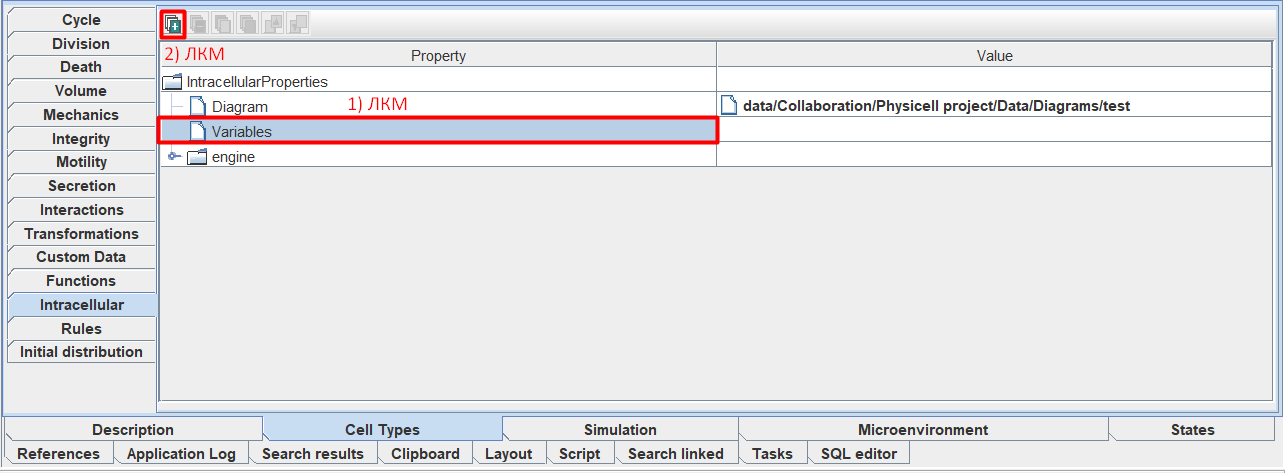 Cycle
Division
Death
Volume
Mechanics
Integrity
Motility
Secretion
Interactions
Transformations
Custom Data
Functions
Intracellular
Rules
Initial distribution
2) ЛКМ Property Value
IntracellularProperties
Diagram 1) ЛКМ data/Collaboration/Physicell project/Data/Diagrams/test
Variables
engine
Description Cell Types Simulation Microenvironment States
References Application Log Search results Clipboard Layout Script Search linked Tasks SQL editor